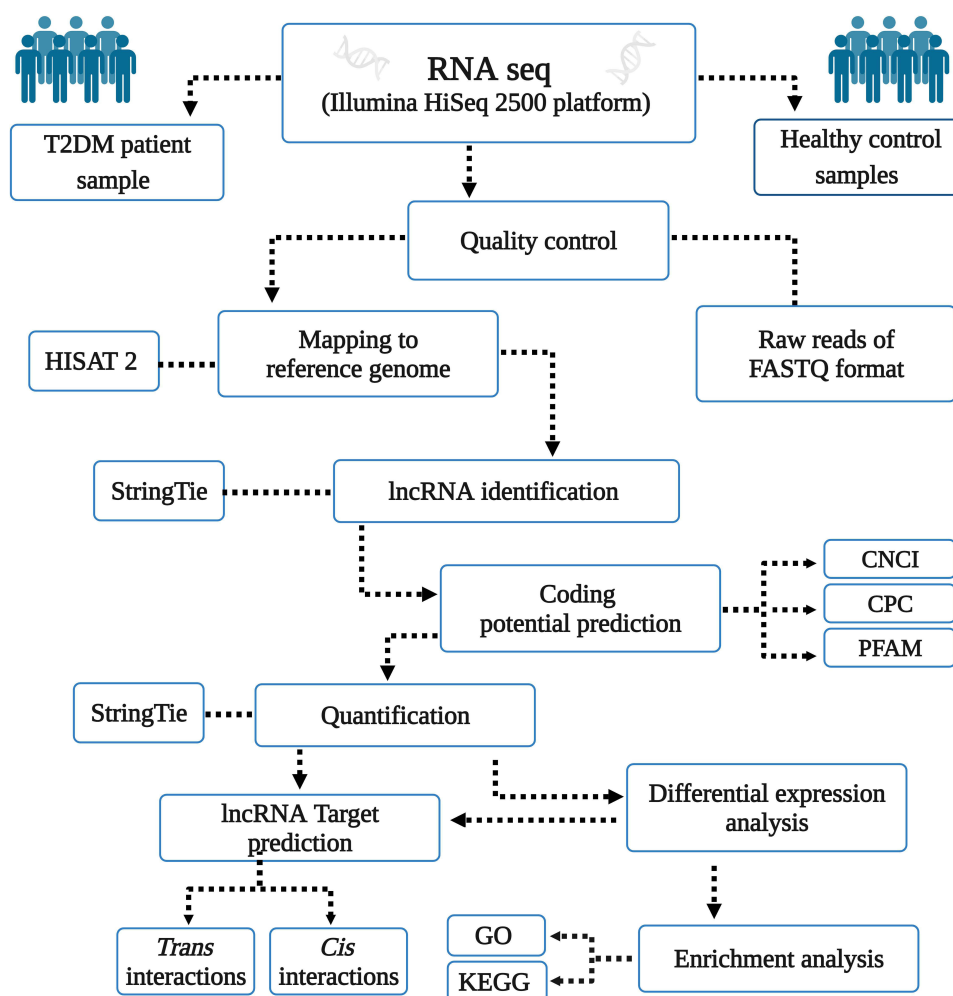 RNA seq
(Illumina HiSeq 2500 platform)
T2DM patient
sample
Healthy control
samples
Quality control
Mapping to
reference genome
HISAT 2
Raw reads of
FASTQ format
StringTie
lncRNA identification
Coding
potential prediction
CNCI
CPC
PFAM
StringTie
Quantification
Differential expression
analysis
lncRNA Target
prediction
Trans
interactions
Cis
interactions
GO
KEGG
Enrichment analysis